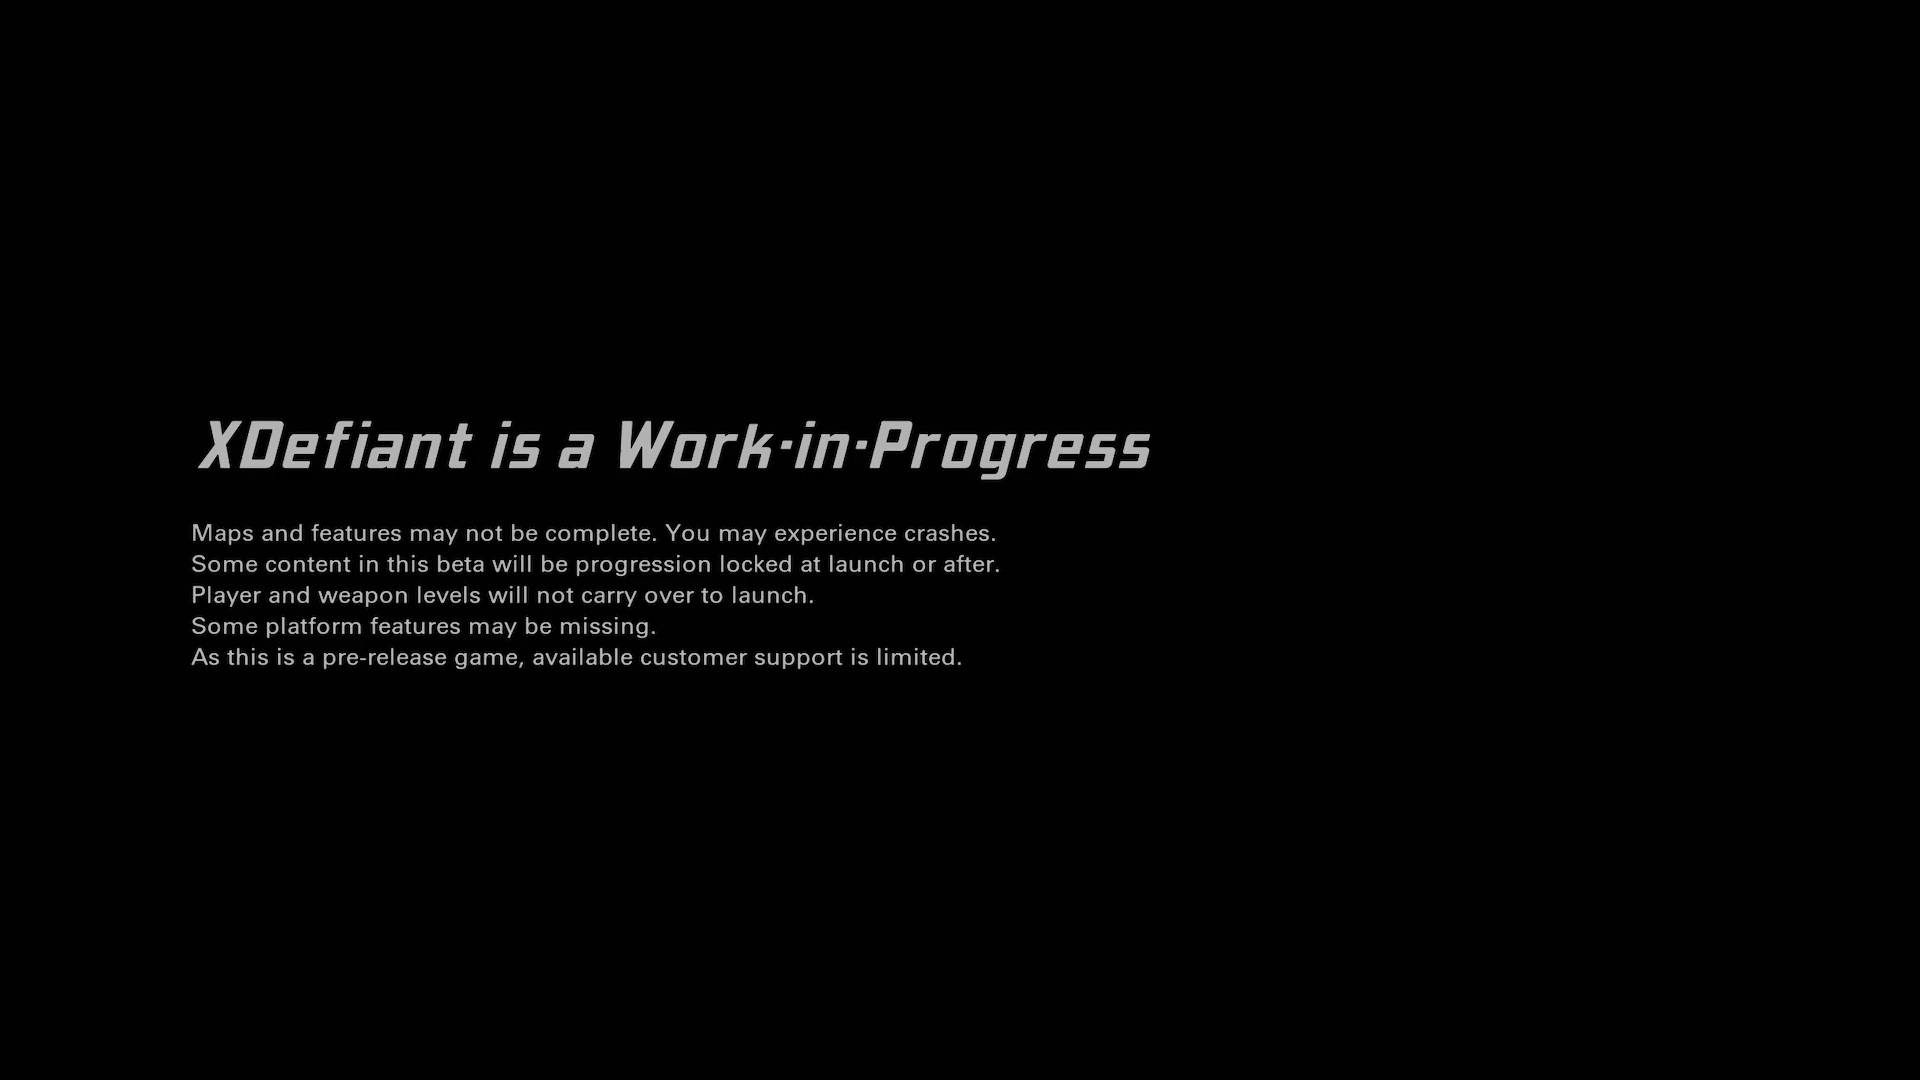 XDefiant is a Work-in-Progress
Maps and features may not be complete. You may experience crashes.
Some content in this beta will be progression locked at launch or after.
Player and weapon levels will not carry over to launch.
Some platform features may be missing.
As this is a pre-release game, available customer support is limited.